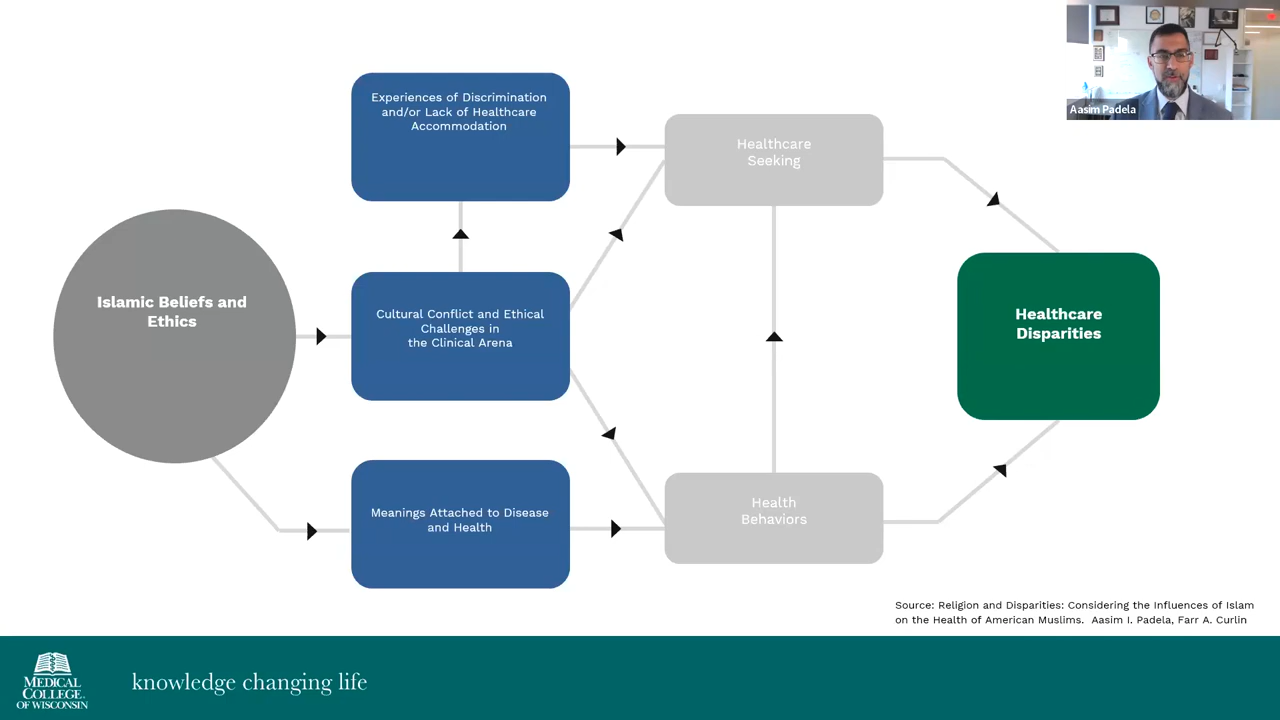 Aasim Padela
Experiences of Discrimination
and/or Lack of Healthcare
Accommodation
Healthcare
Seeking
Islamic Beliefs and
Ethics
Cultural Conflict and Ethical
Challenges in
the Clinical Arena
Healthcare
Disparities
Meanings Attached to Disease
and Health
Health
Behaviors
Source: Religion and Disparities: Considering the Influences of Islam
on the Health of American Muslims. Aasim I. Padela, Farr A. Curlin
MEDICAL
COLLEGE
OF WISCONSIN
knowledge changing life